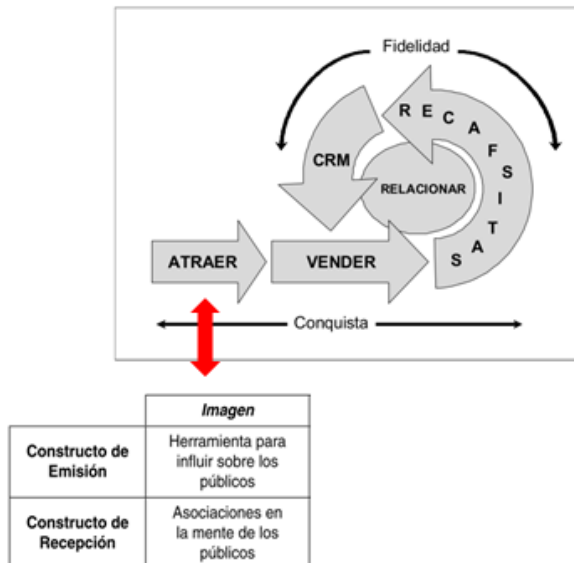 Fidelidad
RECAFSITAS
CRM
RELACIONAR
ATRAER
VENDER
Conquista
Imagen
Constructo de
Emisión
Herramienta para
influir sobre los
públicos
Constructo de
Recepción
Asociaciones en
la mente de los
públicos